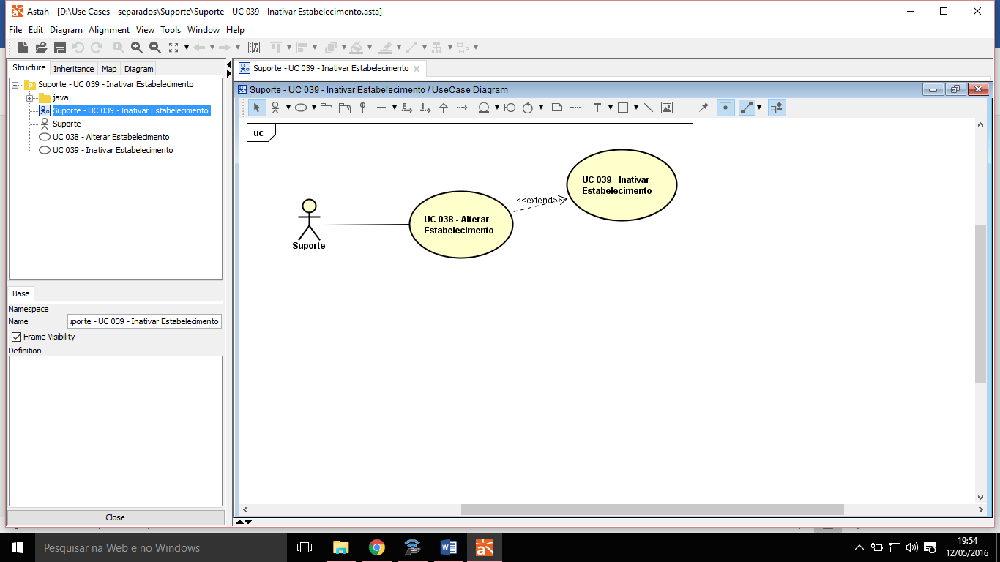 Astah - [D:\Use Cases - separados\Suporte\Suporte - UC 039 - Inativar Estabelecimento.asta]
File Edit Diagram Alignment View Tools Window Help
Structure Inheritance Map Diagram
Suporte - UC 039 - Inativar Estabelecimento
java
Suporte - UC 039 - Inativar Estabelecimento
Suporte
UC 038 - Alterar Estabelecimento
UC 039 - Inativar Estabelecimento
Base
Namespace
Name uporte - UC 039 - Inativar Estabelecimento
Frame Visibility
Definition
Close
Suporte - UC 039 - Inativar Estabelecimento
Suporte - UC 039 - Inativar Estabelecimento / UseCase Diagram
uc
UC 039 - Inativar
Estabelecimento
<<extend>>
UC 038 - Alterar
Estabelecimento
Suporte
Pesquisar na Web e no Windows
19:54
12/05/2016